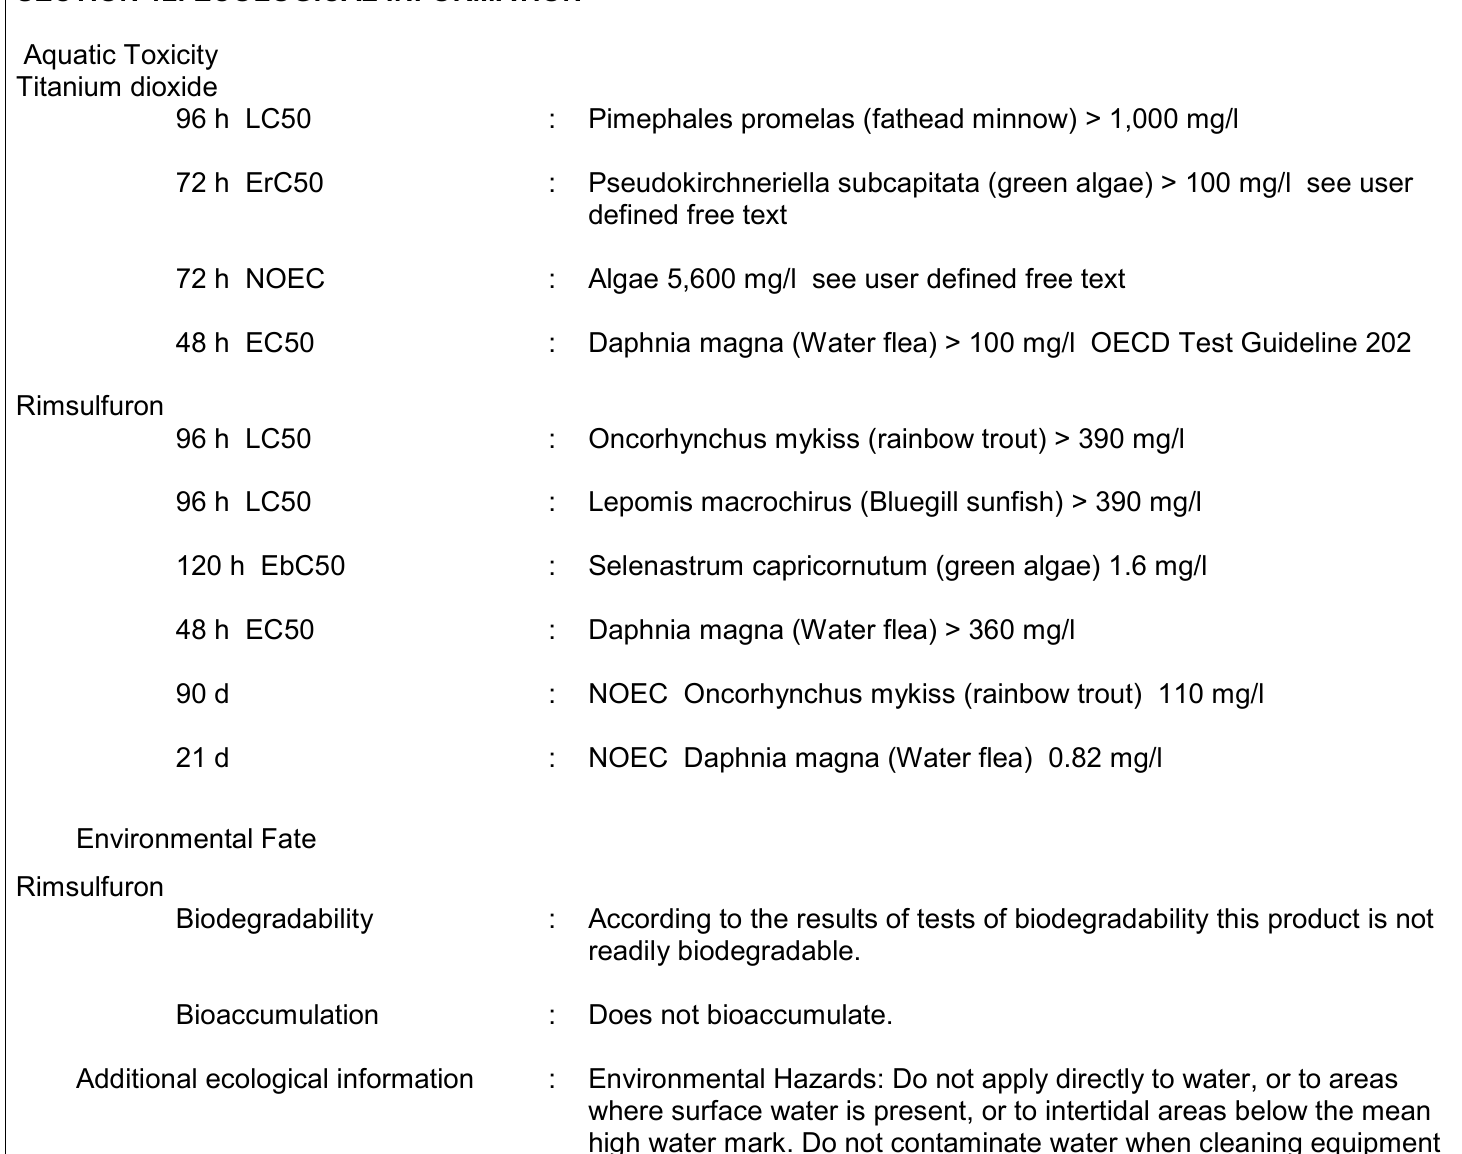 SECTION 12. ECOLOGICAL INFORMATION
Aquatic Toxicity
Titanium dioxide
96 h LC50 : Pimephales promelas (fathead minnow) > 1,000 mg/l
72 h ErC50 : Pseudokirchneriella subcapitata (green algae) > 100 mg/l see user
defined free text
72 h NOEC : Algae 5,600 mg/l see user defined free text
48 h EC50 : Daphnia magna (Water flea) > 100 mg/l OECD Test Guideline 202
Rimsulfuron
96 h LC50 : Oncorhynchus mykiss (rainbow trout) > 390 mg/l
96 h LC50 : Lepomis macrochirus (Bluegill sunfish) > 390 mg/l
120 h EbC50 : Selenastrum capricornutum (green algae) 1.6 mg/l
48 h EC50 : Daphnia magna (Water flea) > 360 mg/l
90 d : NOEC Oncorhynchus mykiss (rainbow trout) 110 mg/l
21 d : NOEC Daphnia magna (Water flea) 0.82 mg/l
Environmental Fate
Rimsulfuron
Biodegradability : According to the results of tests of biodegradability this product is not
readily biodegradable.
Bioaccumulation : Does not bioaccumulate.
Additional ecological information : Environmental Hazards: Do not apply directly to water, or to areas
where surface water is present, or to intertidal areas below the mean
high water mark. Do not contaminate water when cleaning equipment